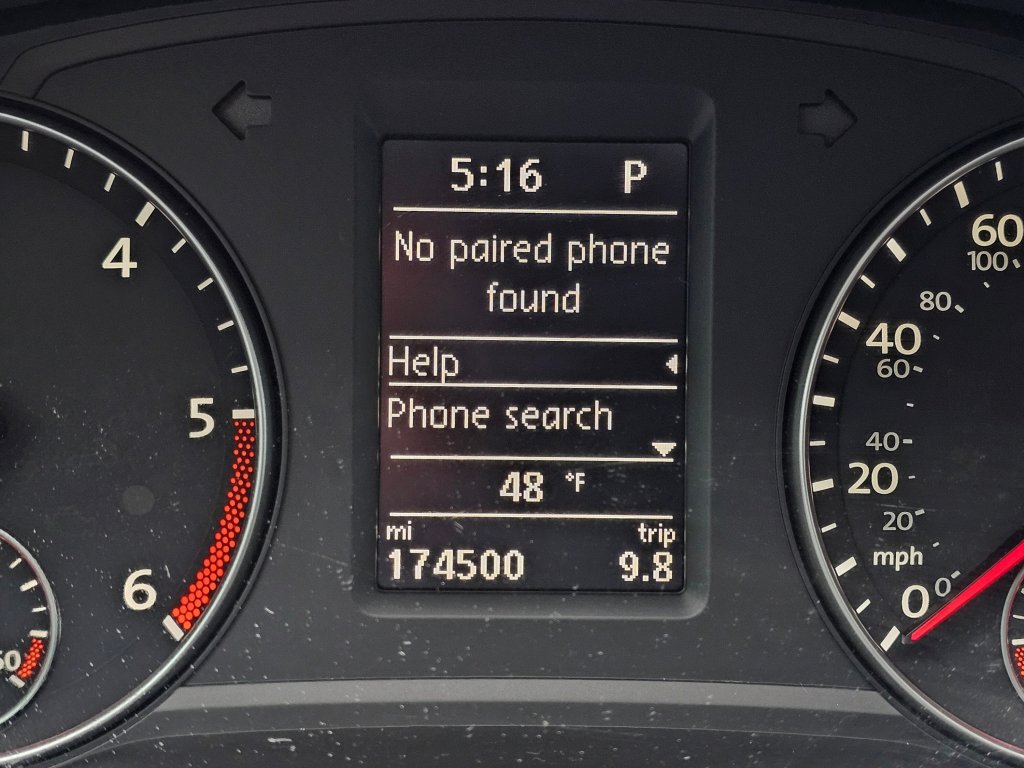 5:16 P
No paired phone
found
Help
Phone search
48 °F
mi trip
174500 9.8
4
5
6
60
100
80
40
60
40
20
20
mph
0
0